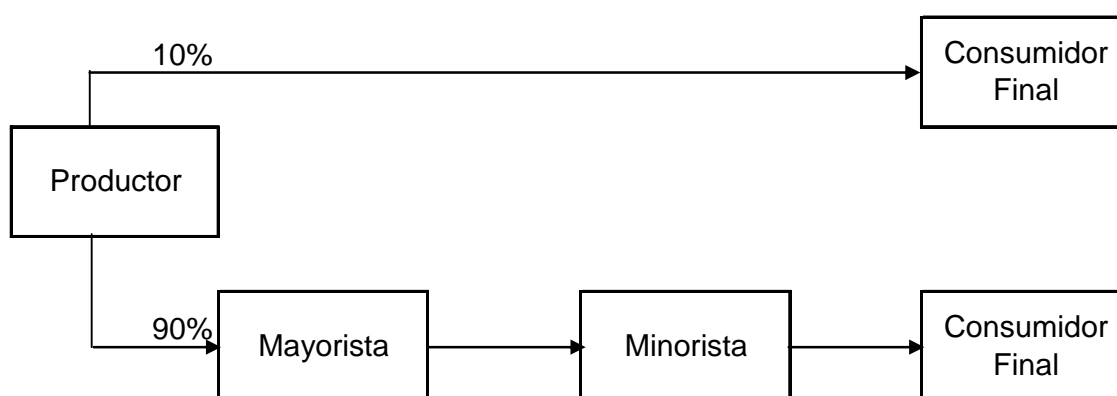 10%
Consumidor
Final
Productor
90%
Mayorista
Minorista
Consumidor
Final